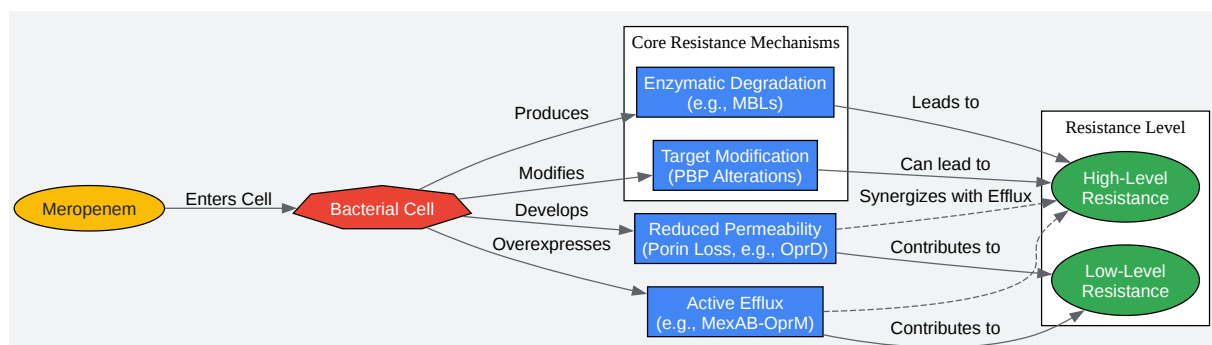 Core Resistance Mechanisms
Enzymatic Degradation
(e.g., MBLs)
Produces
Leads to
Resistance Level
Target Modification
(PBP Alterations)
Modifies
Can lead to
High-Level
Resistance
Meropenem
Enters Cell
Bacterial Cell
Develops
Reduced Permeability
(Porin Loss, e.g., OprD)
Synergizes with Efflux
Overexpresses
Contributes to
Low-Level
Resistance
Active Efflux
(e.g., MexAB-OprM)
Contributes to